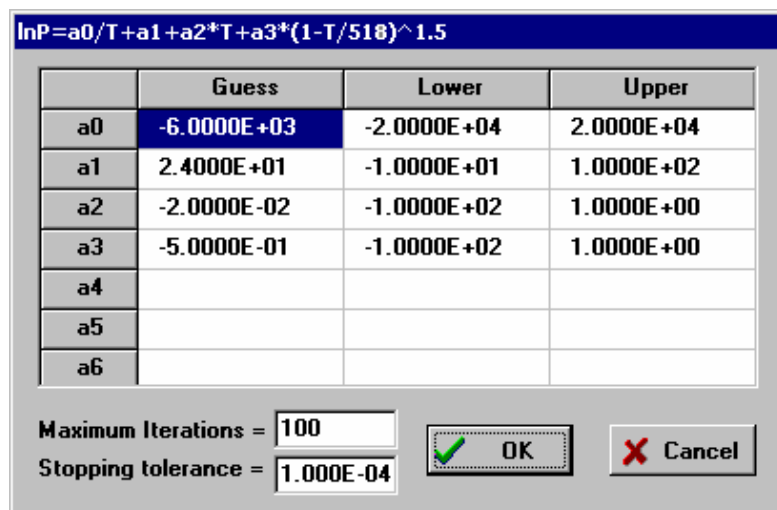 lnP=a0/T+a1+a2*T+a3*(1-T/518)^1.5
Guess Lower Upper
a0 -6.0000E+03 -2.0000E+04 2.0000E+04
a1 2.4000E+01 -1.0000E+01 1.0000E+02
a2 -2.0000E-02 -1.0000E+02 1.0000E+00
a3 -5.0000E-01 -1.0000E+02 1.0000E+00
a4
a5
a6
Maximum Iterations = 100
Stopping tolerance = 1.000E-04
OK Cancel